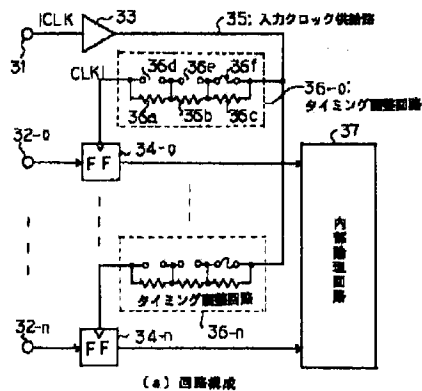 ICLK
33
35:入力クロック供給路
31
CLK1
36d
36e
36f
36-0:
タイミング調整回路
36a
36b
36c
37
32-0
FF
34-0
内部処理回路
タイミング調整回路
36-n
32-n
FF
34-n
(a) 回路構成